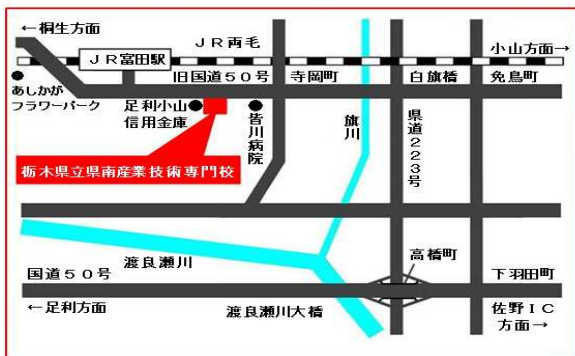 ←桐生方面
JR両毛
小山方面→
JR富田駅
旧国道50号
寺岡町
白旗橋
免鳥町
あしかが
フラワーパーク
足利小山
信用金庫
皆川病院
旗川
県道223号
栃木県立県南産業技術専門校
渡良瀬川
高橋町
国道50号
下羽田町
←足利方面
渡良瀬川大橋
佐野IC
方面→